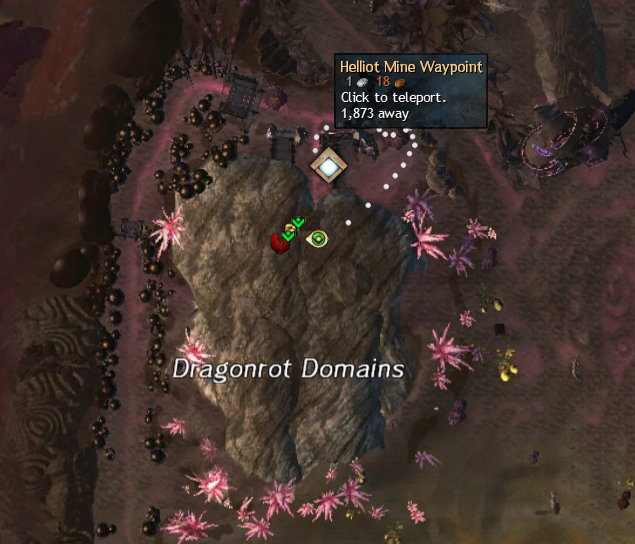 Helliot Mine Waypoint
1 18
Click to teleport.
1,873 away
Dragonrot Domains